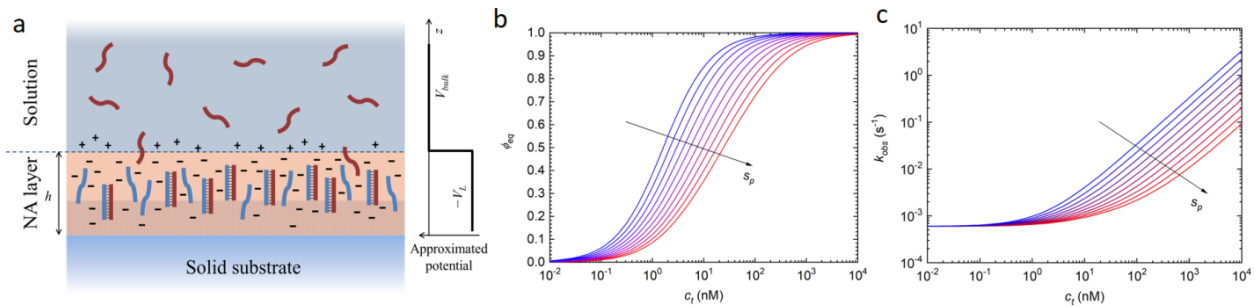 a
Solution
NA layer
h
+ + + + + + + + + +
Solid substrate
z
V_bulk
−V_L
Approximated
potential
b
ϕ_eq
1.0
0.9
0.8
0.7
0.6
0.5
0.4
0.3
0.2
0.1
0.0
s_p
10^-2 10^-1 10^0 10^1 10^2 10^3 10^4
c_t (nM)
c
k_obs (s^-1)
10^1
10^0
10^-1
10^-2
10^-3
10^-4
s_p
10^-2 10^-1 10^0 10^1 10^2 10^3 10^4
c_t (nM)